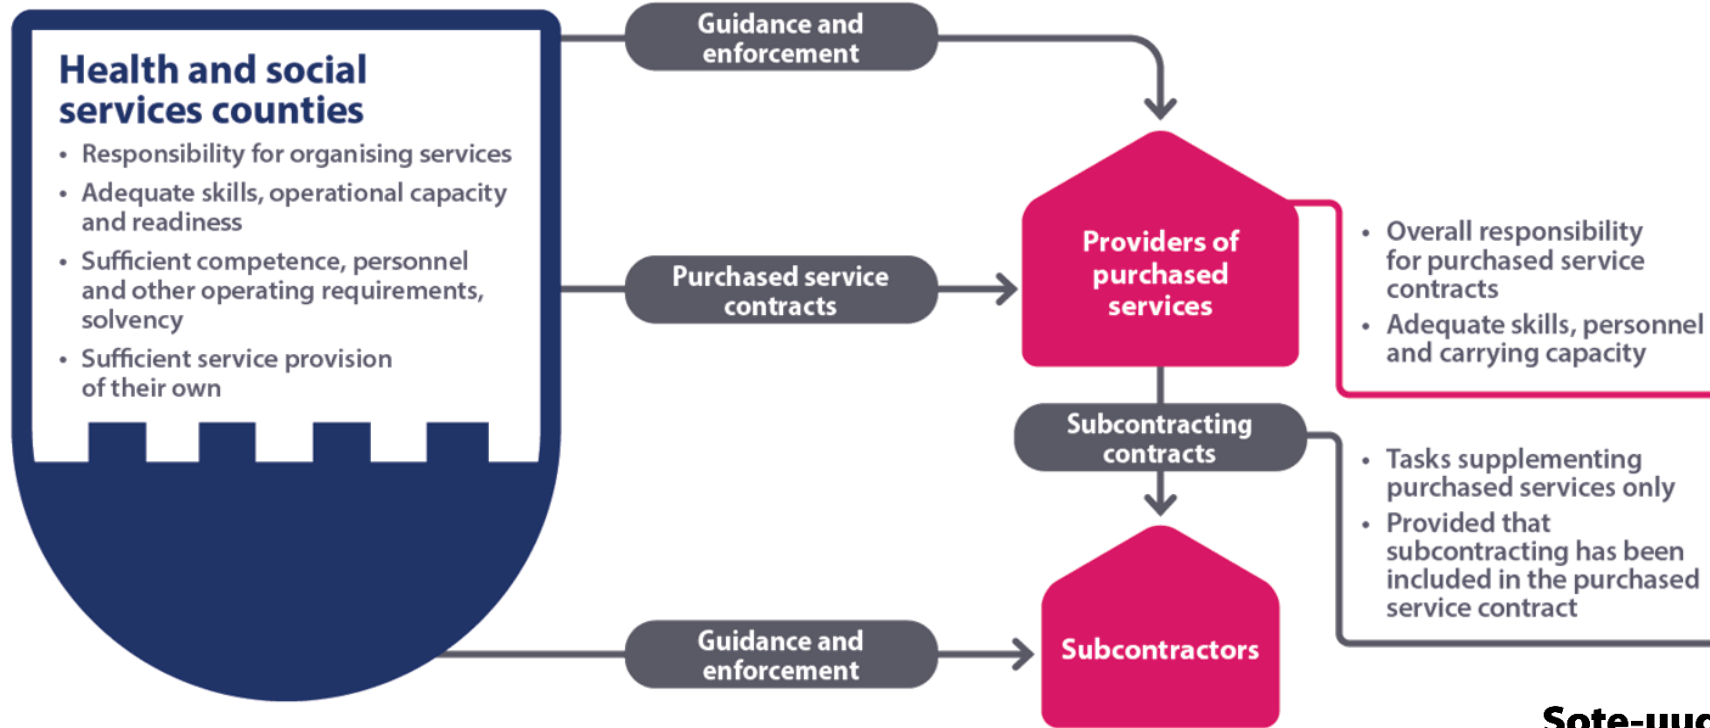 Guidance and
enforcement
Health and social
services counties
• Responsibility for organising services
• Adequate skills, operational capacity
and readiness
• Sufficient competence, personnel
and other operating requirements,
solvency
• Sufficient service provision
of their own
Purchased service
contracts
Providers of
purchased
services
• Overall responsibility
for purchased service
contracts
• Adequate skills, personnel
and carrying capacity
Subcontracting
contracts
• Tasks supplementing
purchased services only
• Provided that
subcontracting has been
included in the purchased
service contract
Guidance and
enforcement
Subcontractors